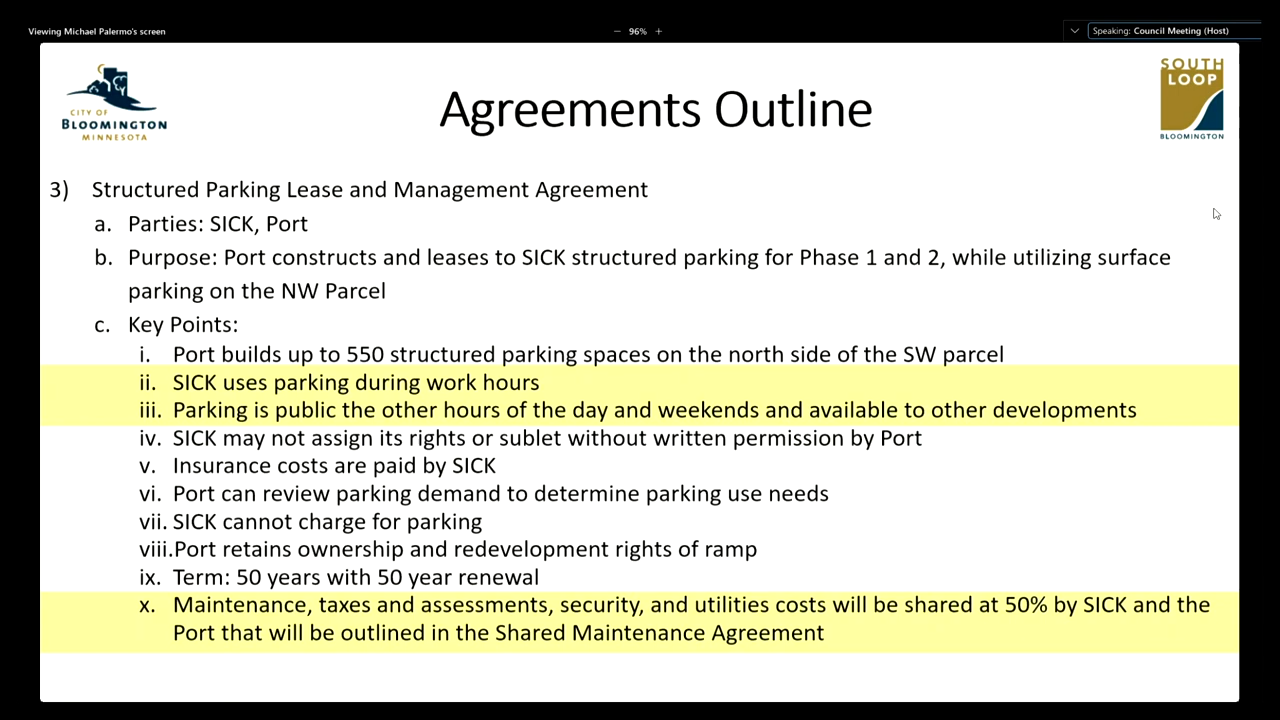 Viewing Michael Palermo's screen
− 96% +
Speaking: Council Meeting (Host)
CITY OF
BLOOMINGTON
MINNESOTA
Agreements Outline
SOUTH
LOOP
BLOOMINGTON
3) Structured Parking Lease and Management Agreement
a. Parties: SICK, Port
b. Purpose: Port constructs and leases to SICK structured parking for Phase 1 and 2, while utilizing surface
parking on the NW Parcel
c. Key Points:
i. Port builds up to 550 structured parking spaces on the north side of the SW parcel
ii. SICK uses parking during work hours
iii. Parking is public the other hours of the day and weekends and available to other developments
iv. SICK may not assign its rights or sublet without written permission by Port
v. Insurance costs are paid by SICK
vi. Port can review parking demand to determine parking use needs
vii. SICK cannot charge for parking
viii.Port retains ownership and redevelopment rights of ramp
ix. Term: 50 years with 50 year renewal
x. Maintenance, taxes and assessments, security, and utilities costs will be shared at 50% by SICK and the
Port that will be outlined in the Shared Maintenance Agreement